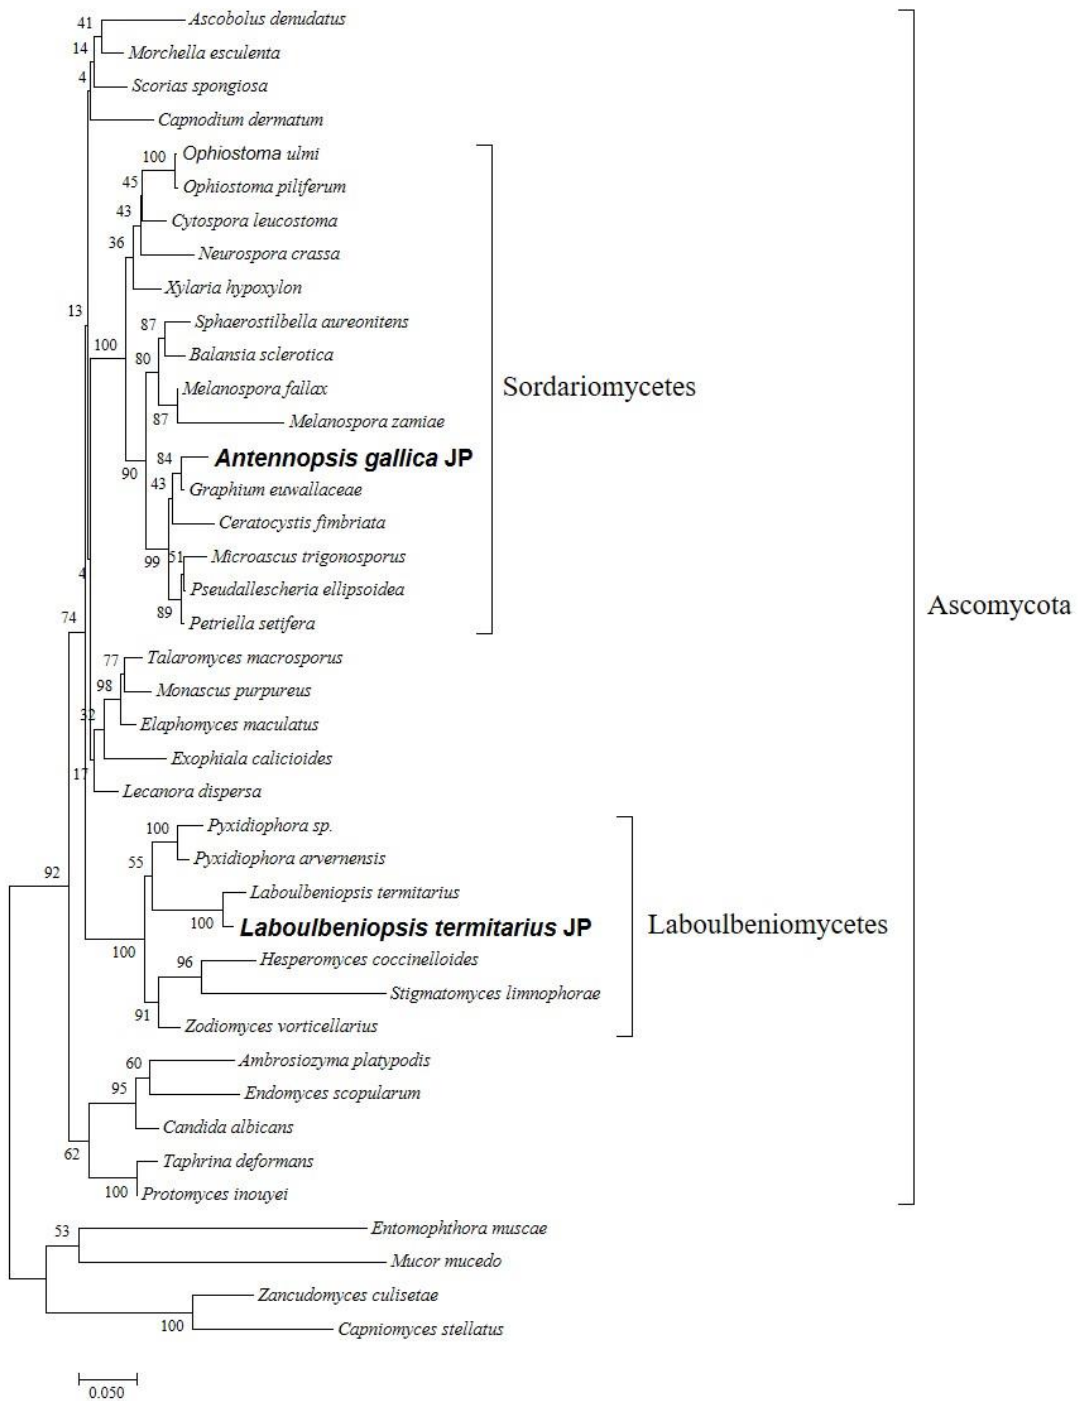 41
Ascobolus denudatus
14
Morchella esculenta
4
Scorias spongiosa
Capnodium dermatum
100
Ophiostoma ulmi
45
Ophiostoma piliferum
43
Cytospora leucostoma
36
Neurospora crassa
Xylaria hypoxylon
13
87
Sphaerostilbella aureonitens
100
80
Balansia sclerotica
Melanospora fallax
Sordariomycetes
87
Melanospora zamiae
84
Antennopsis gallica JP
90
43
Graphium euwallaceae
Ceratocystis fimbriata
99
51
Microascus trigonosporus
4
Pseudallescheria ellipsoidea
89
Petriella setifera
Ascomycota
74
77
Talaromyces macrosporus
98
Monascus purpureus
32
Elaphomyces maculatus
Exophiala calicioides
17
Lecanora dispersa
100
Pyxidiophora sp.
55
Pyxidiophora arvernensis
92
Laboulbeniopsis termitarius
100
Laboulbeniopsis termitarius JP
Laboulbeniomycetes
100
96
Hesperomyces coccinelloides
Stigmatomyces limnophorae
91
Zodiomyces vorticellarius
60
Ambrosiozyma platypodis
95
Endomyces scopularum
Candida albicans
62
Taphrina deformans
100
Protomyces inouyei
53
Entomophthora muscae
Mucor mucedo
Zancudomyces culisetae
100
Capniomyces stellatus
0.050